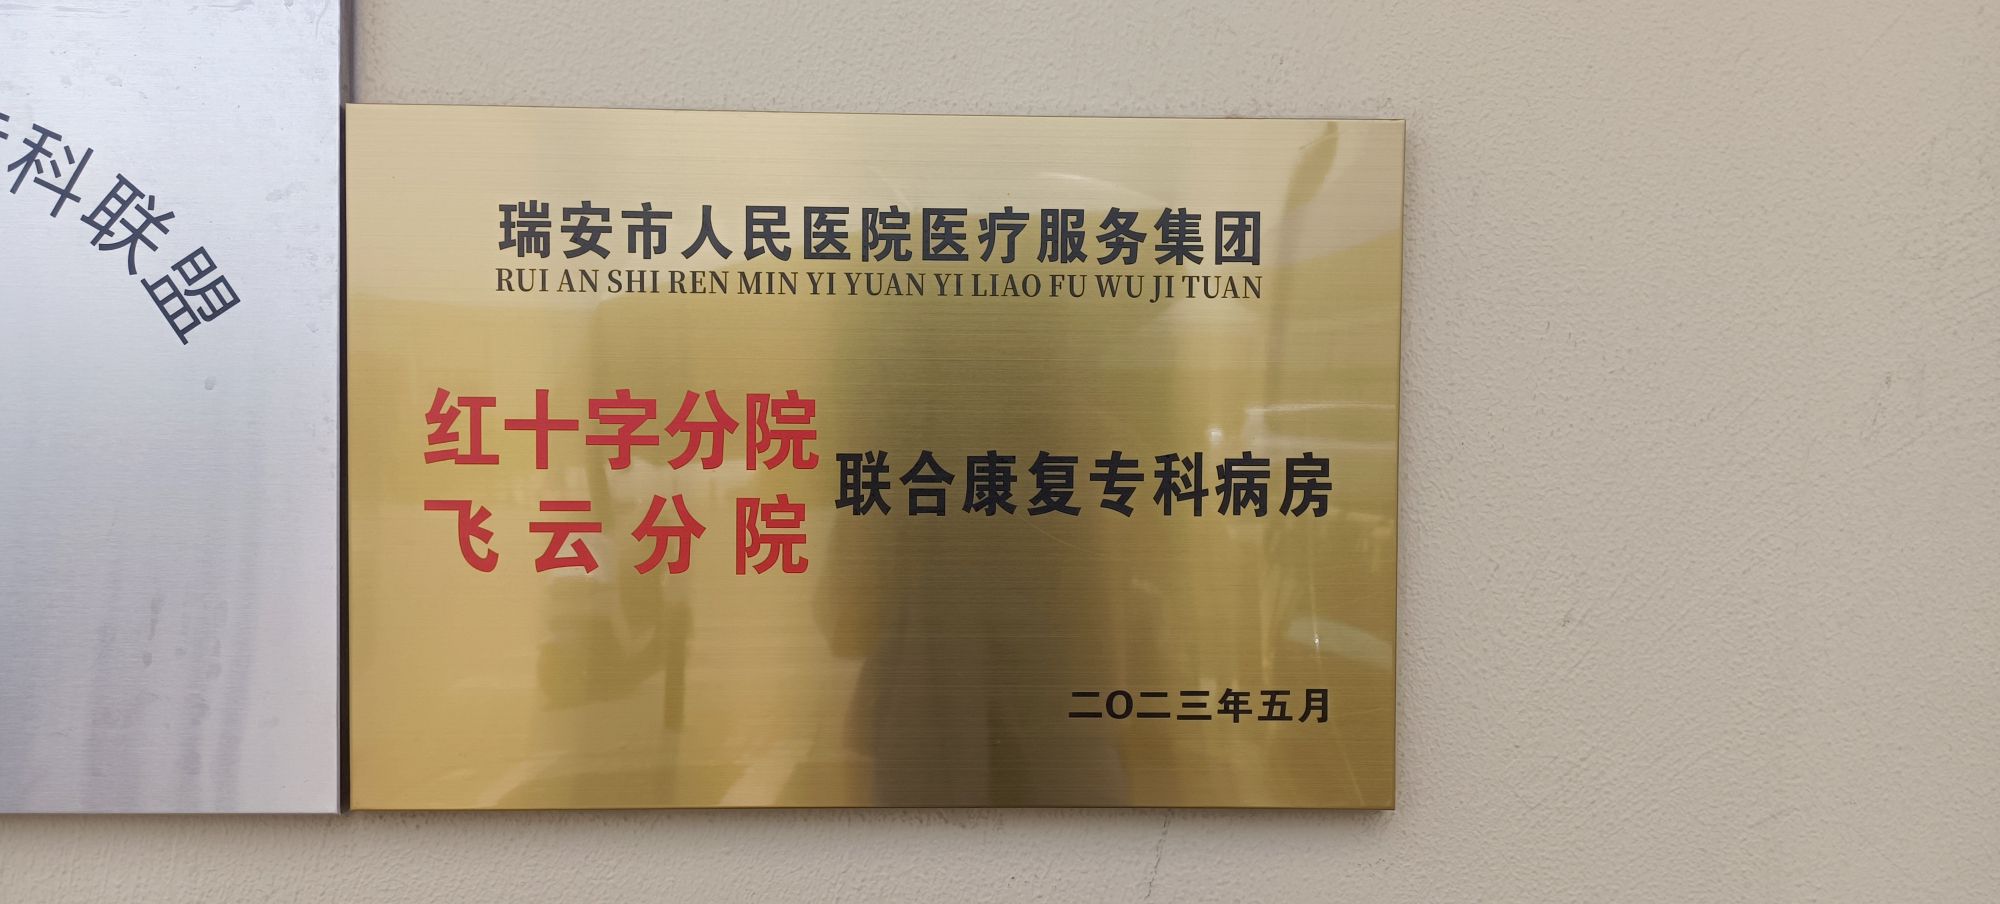 科联盟
瑞安市人民医院医疗服务集团
RUI AN SHI REN MIN YI YUAN YI LIAO FU WU JI TUAN
红十字分院
飞云分院
联合康复专科病房
二〇二三年五月